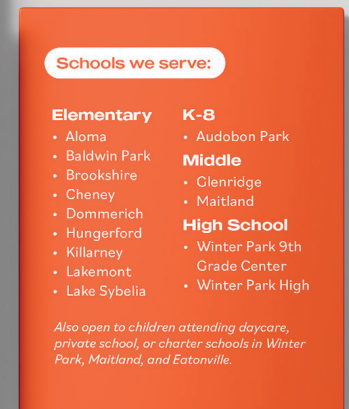 Schools we serve:
Elementary
• Aloma
• Baldwin Park
• Brookshire
• Cheney
• Dommerich
• Hungerford
• Killarney
• Lakemont
• Lake Sybelia
K-8
• Audobon Park
Middle
• Glenridge
• Maitland
High School
• Winter Park 9th
Grade Center
• Winter Park High
Also open to children attending daycare,
private school, or charter schools in Winter
Park, Maitland, and Eatonville.